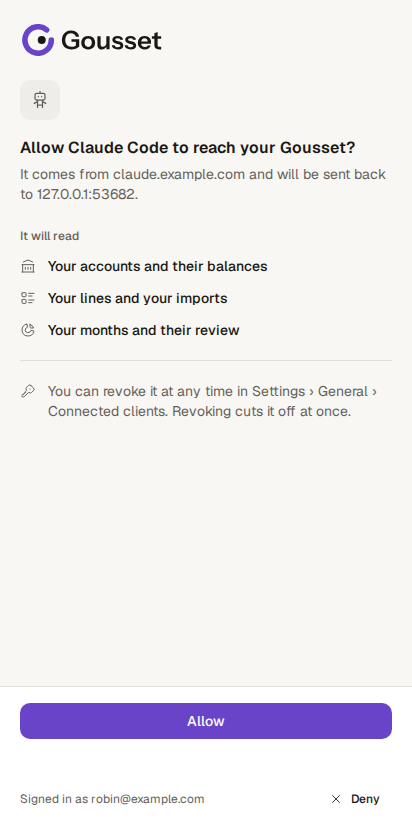 Gousset
Allow Claude Code to reach your Gousset?
It comes from claude.example.com and will be sent back
to 127.0.0.1:53682.
It will read
Your accounts and their balances
Your lines and your imports
Your months and their review
You can revoke it at any time in Settings › General ›
Connected clients. Revoking cuts it off at once.
Allow
Signed in as robin@example.com
Deny